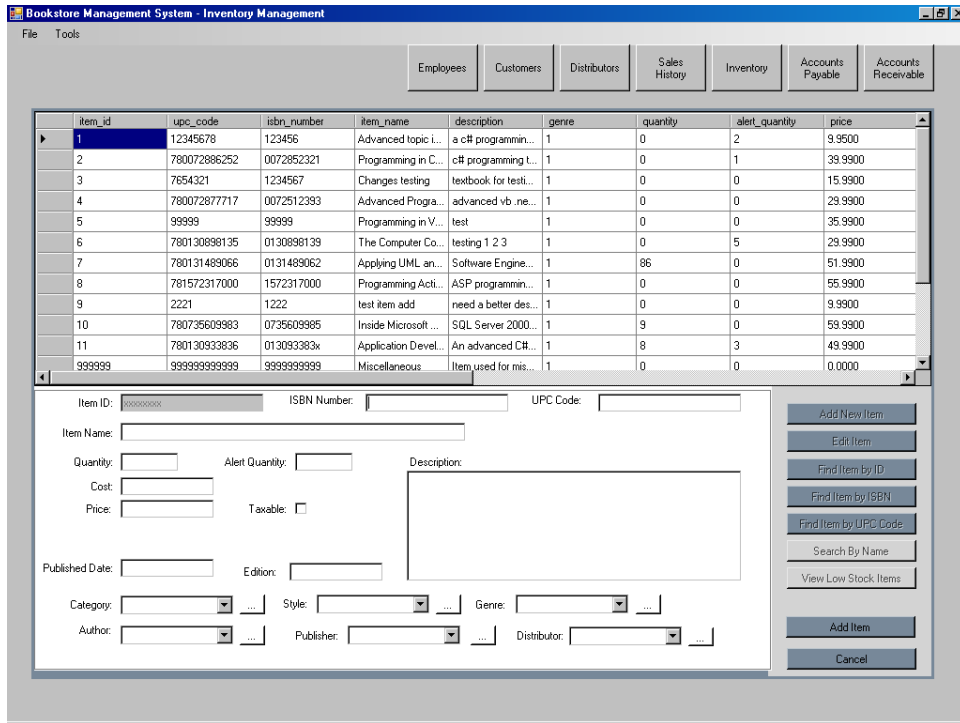 Bookstore Management System - Inventory Management
File Tools
Employees Customers Distributors Sales History Inventory Accounts Payable Accounts Receivable
item_id upc_code isbn_number item_name description genre quantity alert_quantity price
1 12345678 123456 Advanced topic i... a c# programmin... 1 0 2 9.9500
2 780072886252 0072852321 Programming in C... c# programming t... 1 0 1 39.9900
3 7654321 1234567 Changes testing textbook for testi... 1 0 0 15.9900
4 780072877717 0072512393 Advanced Progra... advanced vb .ne... 1 0 0 29.9900
5 99999 99999 Programming in V... test 1 0 0 35.9900
6 780130898135 0130898139 The Computer Co... testing 1 2 3 1 0 5 29.9900
7 780131489066 0131489062 Applying UML an... Software Engine... 1 86 0 51.9900
8 781572317000 1572317000 Programming Acti... ASP programmin... 1 0 0 55.9900
9 2221 1222 test item add need a better des... 1 0 0 9.9900
10 780735609983 0735609985 Inside Microsoft ... SQL Server 2000... 1 9 0 59.9900
11 780130933836 013093383x Application Devel... An advanced C#... 1 8 3 49.9900
999999 999999999999 9999999999 Miscellaneous Item used for mis... 1 0 0 0.0000
Item ID: xxxxxxxx ISBN Number: UPC Code:
Add New Item
Item Name:
Edit Item
Quantity: Alert Quantity: Description:
Find Item by ID
Cost:
Find Item by ISBN
Price: Taxable:
Find Item by UPC Code
Search By Name
Published Date: Edition:
View Low Stock Items
Category: ... Style: ... Genre: ...
Add Item
Author: ... Publisher: ... Distributor: ...
Cancel